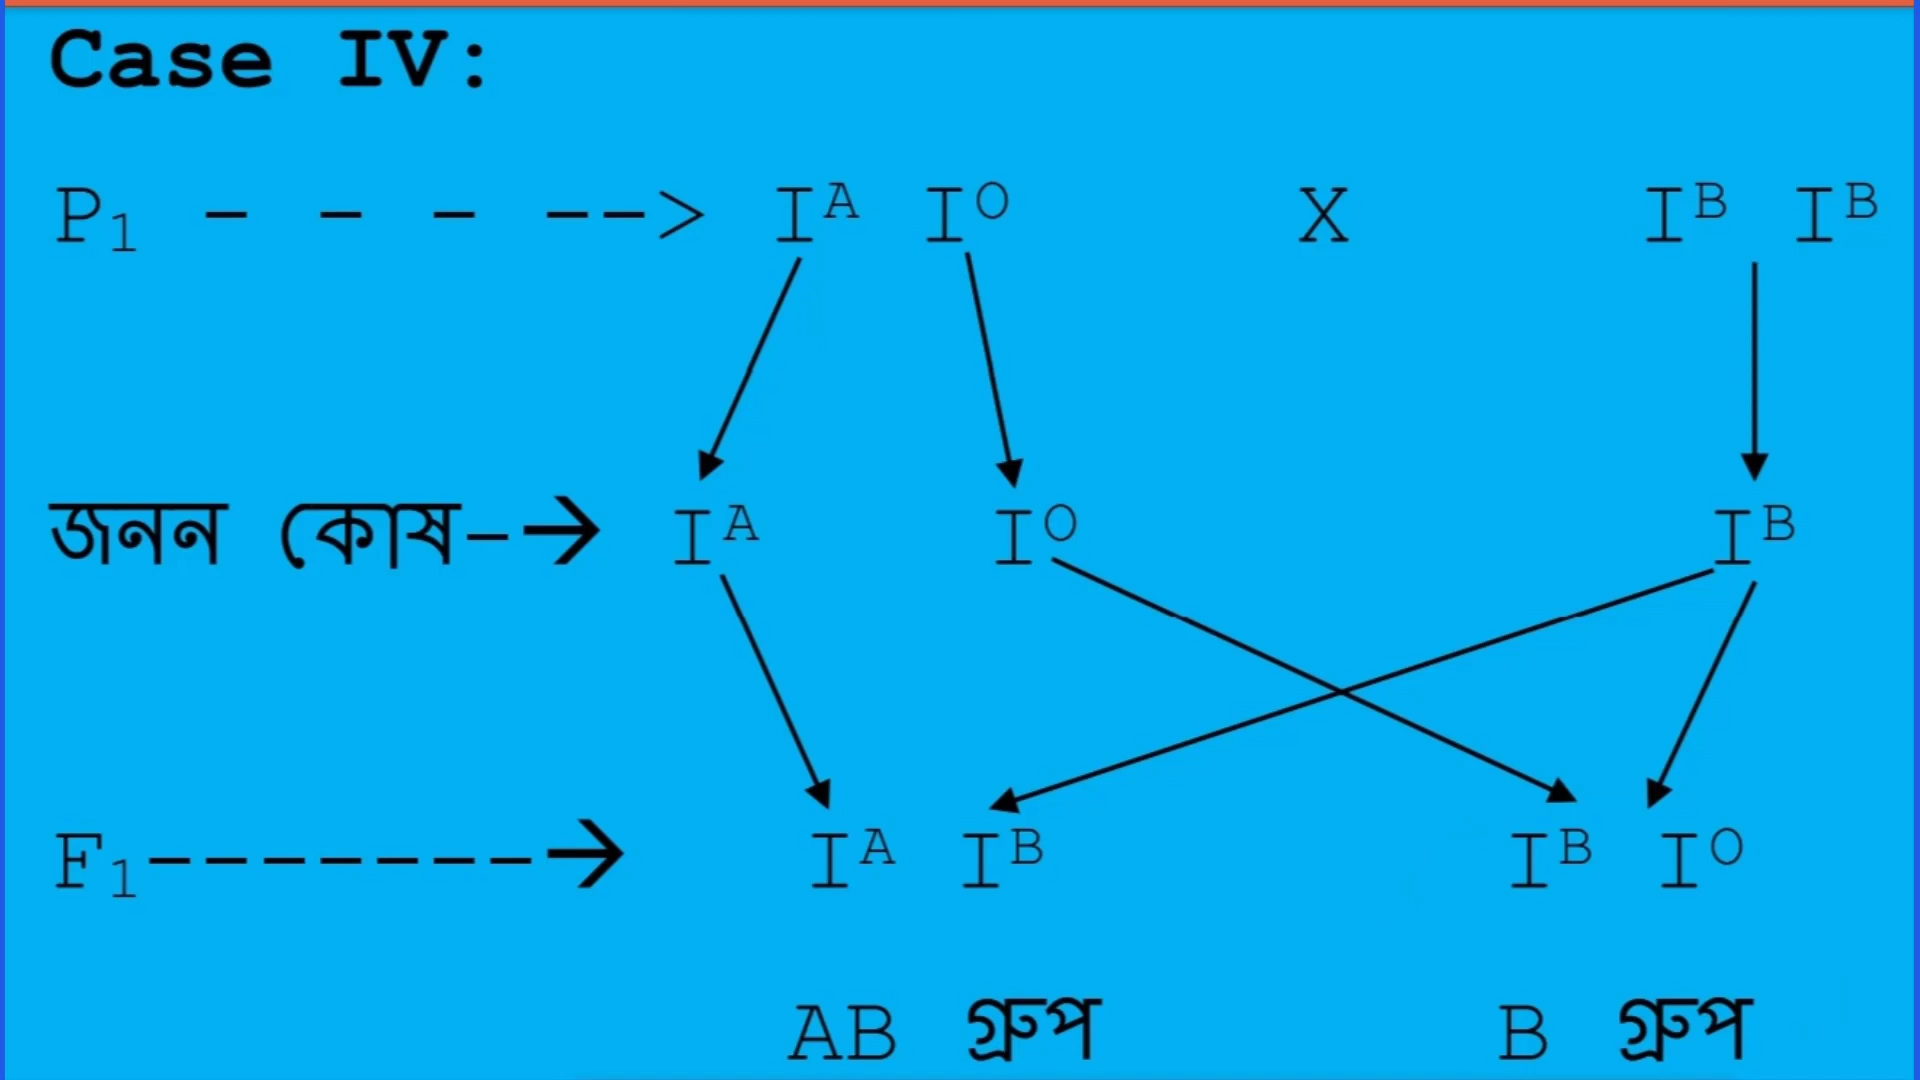 Case IV:
P₁ - - - --> Iᴬ Iᴼ X Iᴮ Iᴮ
জনন কোষ-→ Iᴬ Iᴼ Iᴮ
F₁-------→ Iᴬ Iᴮ Iᴮ Iᴼ
AB গ্রুপ B গ্রুপ